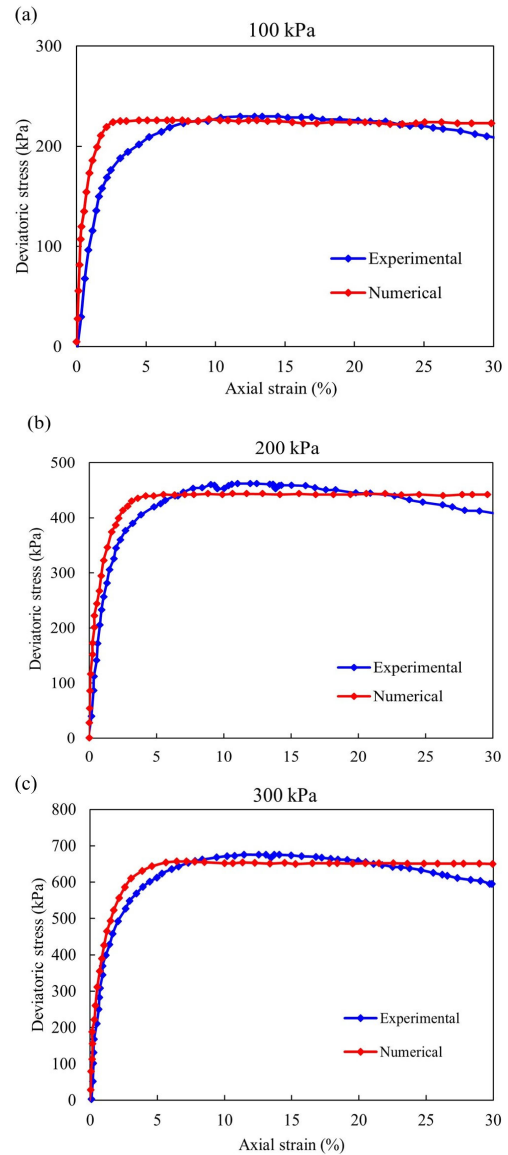 (a)
100 kPa
300
200
100
0
Deviatoric stress (kPa)
Experimental
Numerical
0 5 10 15 20 25 30
Axial strain (%)
(b)
200 kPa
500
400
300
200
100
0
Deviatoric stress (kPa)
Experimental
Numerical
0 5 10 15 20 25 30
Axial strain (%)
(c)
300 kPa
800
700
600
500
400
300
200
100
0
Deviatoric stress (kPa)
Experimental
Numerical
0 5 10 15 20 25 30
Axial strain (%)